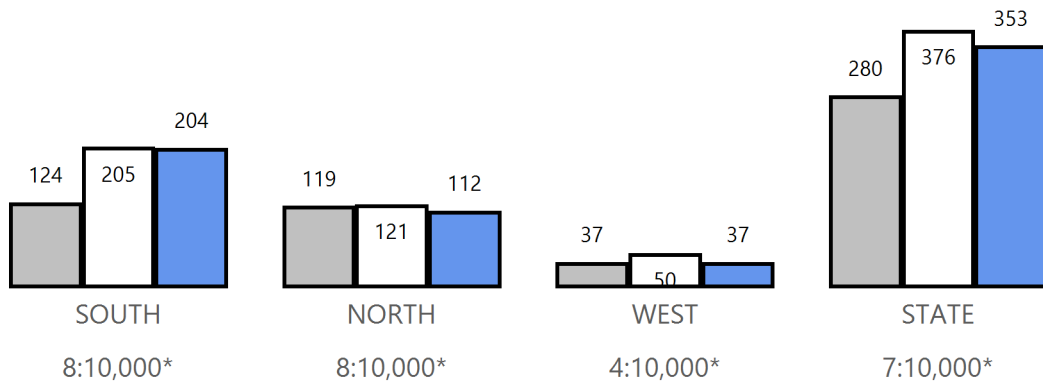 124 205 204
119 121 112
37 50 37
280 376 353
SOUTH NORTH WEST STATE
8:10,000* 8:10,000* 4:10,000* 7:10,000*